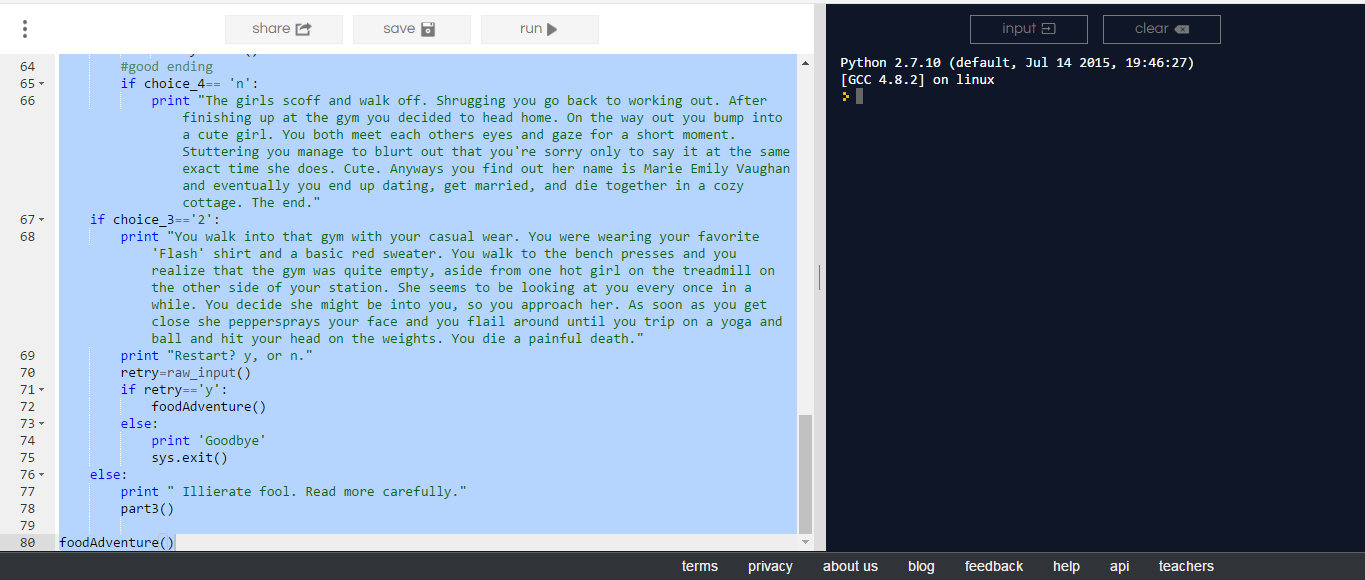 share save run input clear
64 #good ending
65 if choice_4== 'n':
66 print "The girls scoff and walk off. Shrugging you go back to working out. After
finishing up at the gym you decided to head home. On the way out you bump into
a cute girl. You both meet each others eyes and gaze for a short moment.
Stuttering you manage to blurt out that you're sorry only to say it at the same
exact time she does. Cute. Anyways you find out her name is Marie Emily Vaughan
and eventually you end up dating, get married, and die together in a cozy
cottage. The end."
67 if choice_3=='2':
68 print "You walk into that gym with your casual wear. You were wearing your favorite
'Flash' shirt and a basic red sweater. You walk to the bench presses and you
realize that the gym was quite empty, aside from one hot girl on the treadmill on
the other side of your station. She seems to be looking at you every once in a
while. You decide she might be into you, so you approach her. As soon as you get
close she peppersprays your face and you flail around until you trip on a yoga and
ball and hit your head on the weights. You die a painful death."
69 print "Restart? y, or n."
70 retry=raw_input()
71 if retry=='y':
72 foodAdventure()
73 else:
74 print 'Goodbye'
75 sys.exit()
76 else:
77 print " Illierate fool. Read more carefully."
78 part3()
79
80 foodAdventure()
Python 2.7.10 (default, Jul 14 2015, 19:46:27)
[GCC 4.8.2] on linux
terms privacy about us blog feedback help api teachers